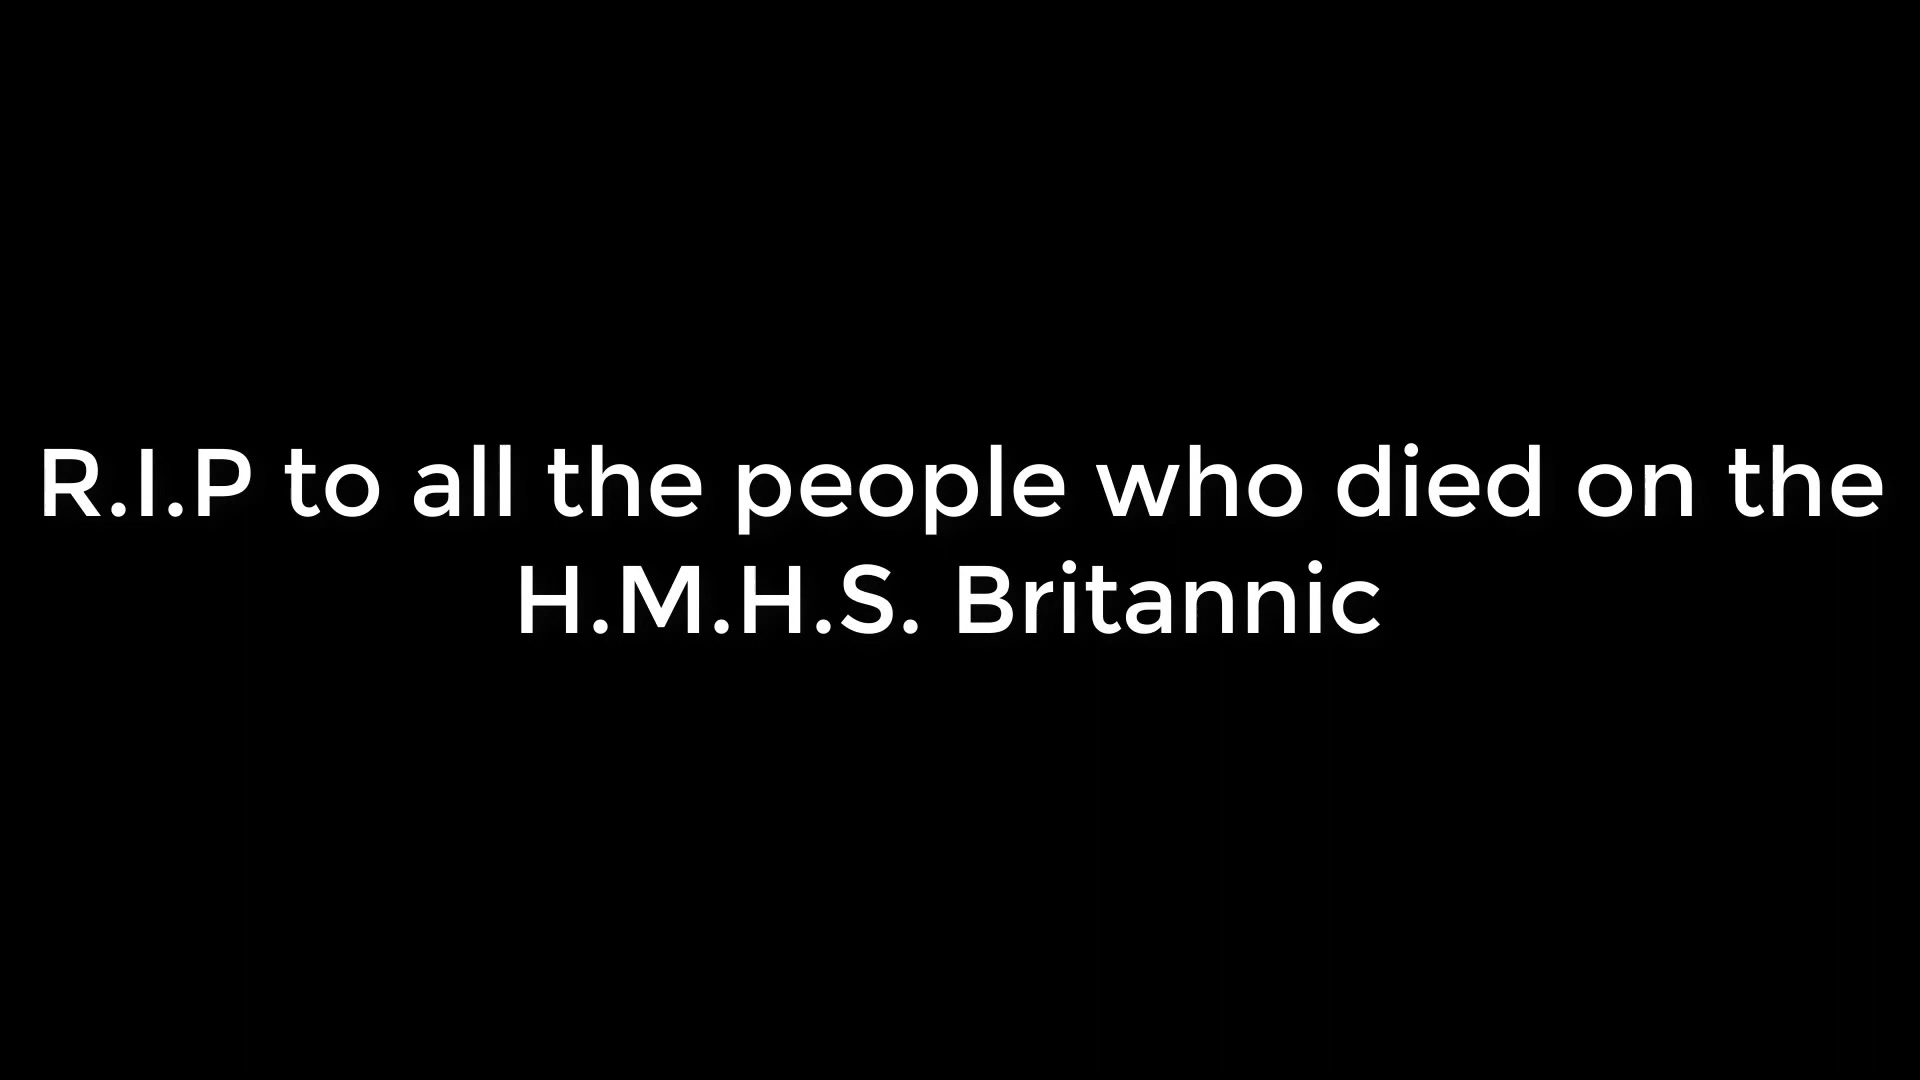 R.I.P to all the people who died on the
H.M.H.S. Britannic